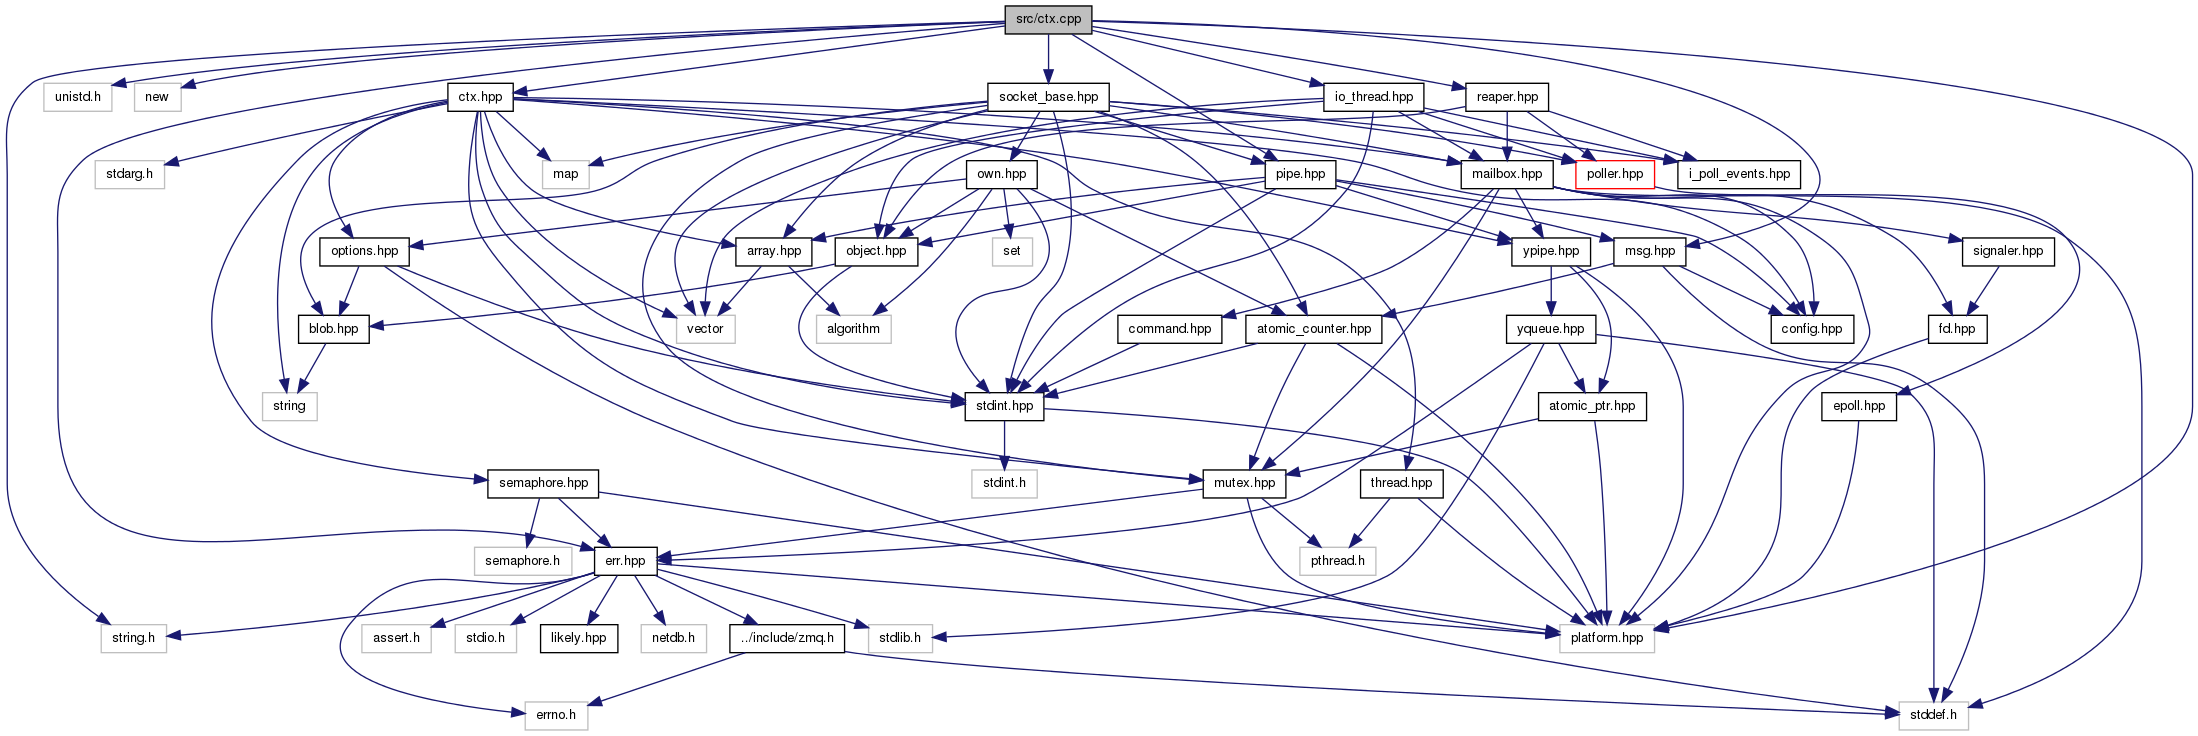 src/ctx.cpp
unistd.h
new
ctx.hpp
socket_base.hpp
io_thread.hpp
reaper.hpp
stdarg.h
map
own.hpp
pipe.hpp
mailbox.hpp
poller.hpp
i_poll_events.hpp
options.hpp
array.hpp
object.hpp
set
ypipe.hpp
msg.hpp
signaler.hpp
blob.hpp
vector
algorithm
command.hpp
atomic_counter.hpp
yqueue.hpp
config.hpp
fd.hpp
string
stdint.hpp
atomic_ptr.hpp
epoll.hpp
semaphore.hpp
stdint.h
mutex.hpp
thread.hpp
semaphore.h
err.hpp
pthread.h
string.h
assert.h
stdio.h
likely.hpp
netdb.h
../include/zmq.h
stdlib.h
platform.hpp
errno.h
stddef.h